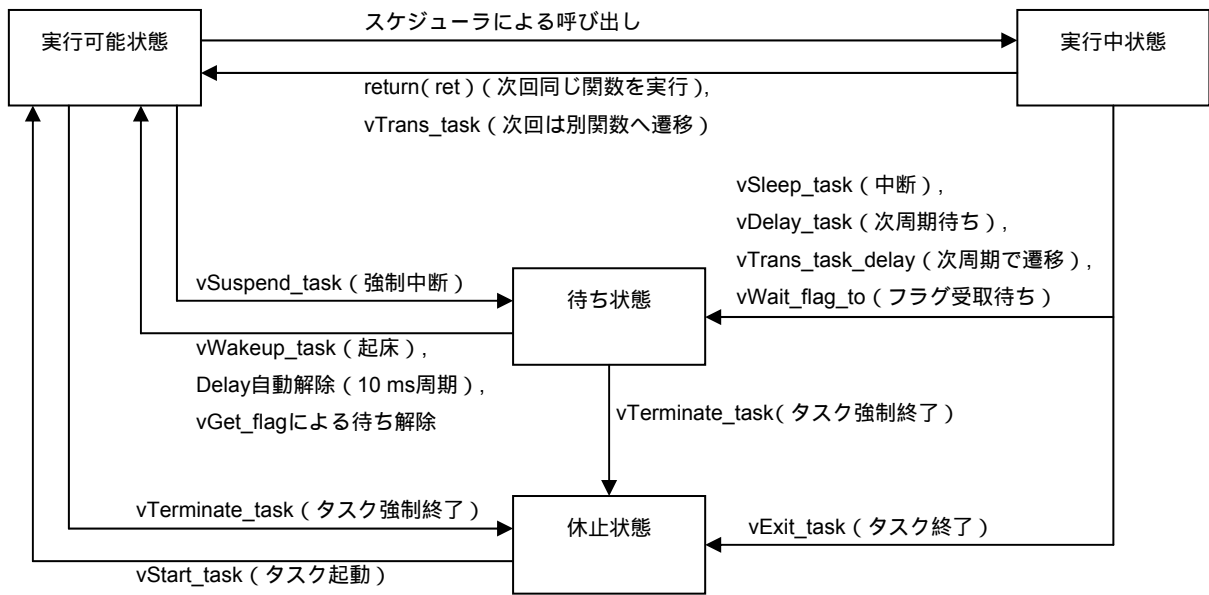 スケジューラによる呼び出し
実行可能状態
実行中状態
return( ret ) ( 次回同じ関数を実行 ) ,
vTrans_task ( 次回は別関数へ遷移 )
vSleep_task ( 中断 ) ,
vDelay_task ( 次周期待ち ) ,
vTrans_task_delay ( 次周期で遷移 ) ,
vWait_flag_to ( フラグ受取待ち )
vSuspend_task ( 強制中断 )
待ち状態
vWakeup_task ( 起床 ) ,
Delay自動解除 ( 10 ms周期 ) ,
vGet_flagによる待ち解除
vTerminate_task( タスク強制終了 )
vTerminate_task ( タスク強制終了 )
休止状態
vExit_task ( タスク終了 )
vStart_task ( タスク起動 )